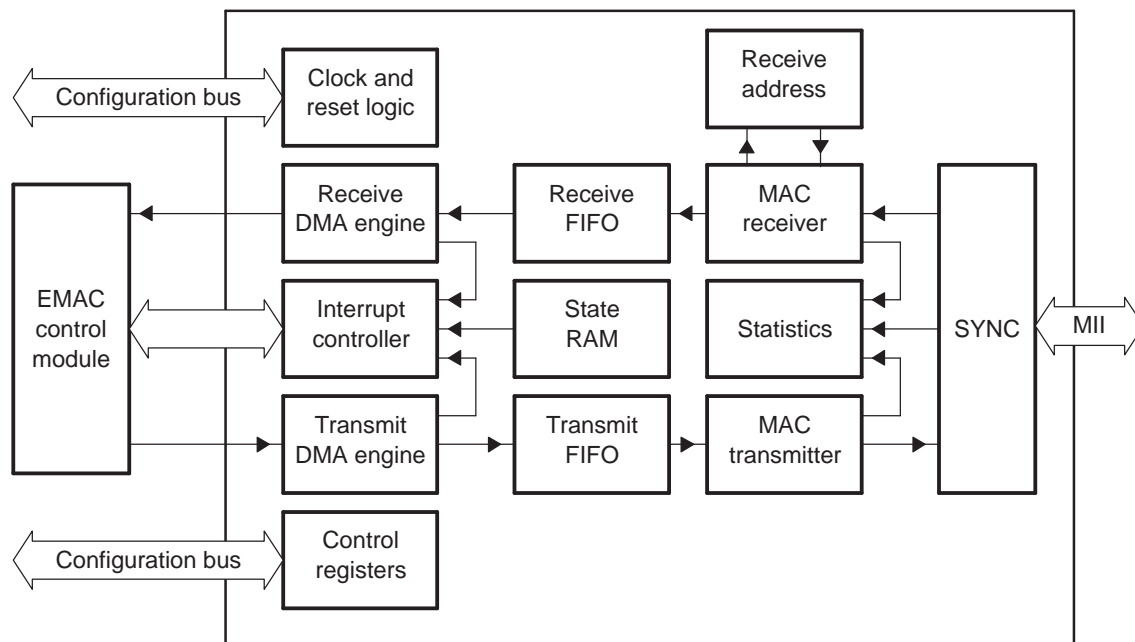 Clock and
reset logic
Receive
address
Configuration bus
Receive
DMA engine
Receive
FIFO
MAC
receiver
EMAC
control
module
Interrupt
controller
State
RAM
Statistics
SYNC
MII
Transmit
DMA engine
Transmit
FIFO
MAC
transmitter
Configuration bus
Control
registers